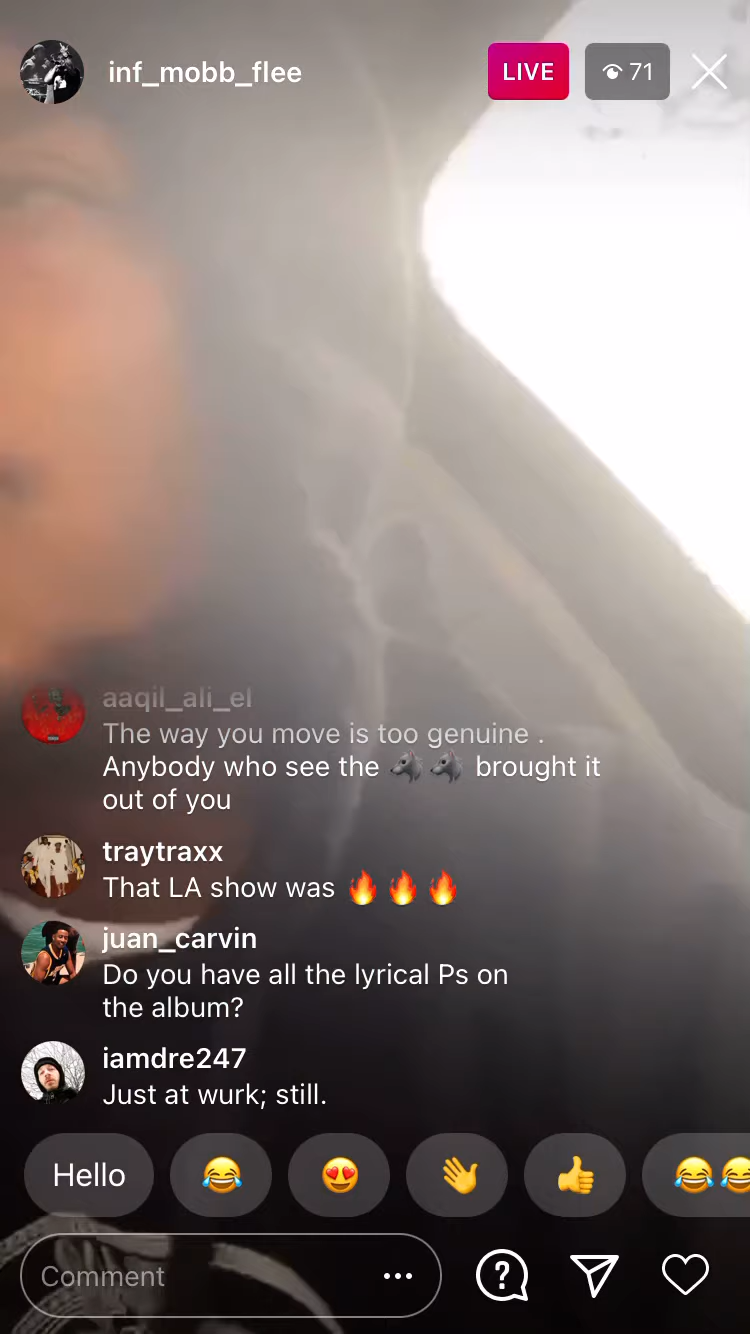 inf_mobb_flee
LIVE
71
aaqil_ali_el
The way you move is too genuine .
Anybody who see the 🐺🐺 brought it
out of you
traytraxx
That LA show was 🔥🔥🔥
juan_carvin
Do you have all the lyrical Ps on
the album?
iamdre247
Just at wurk; still.
Hello
Comment